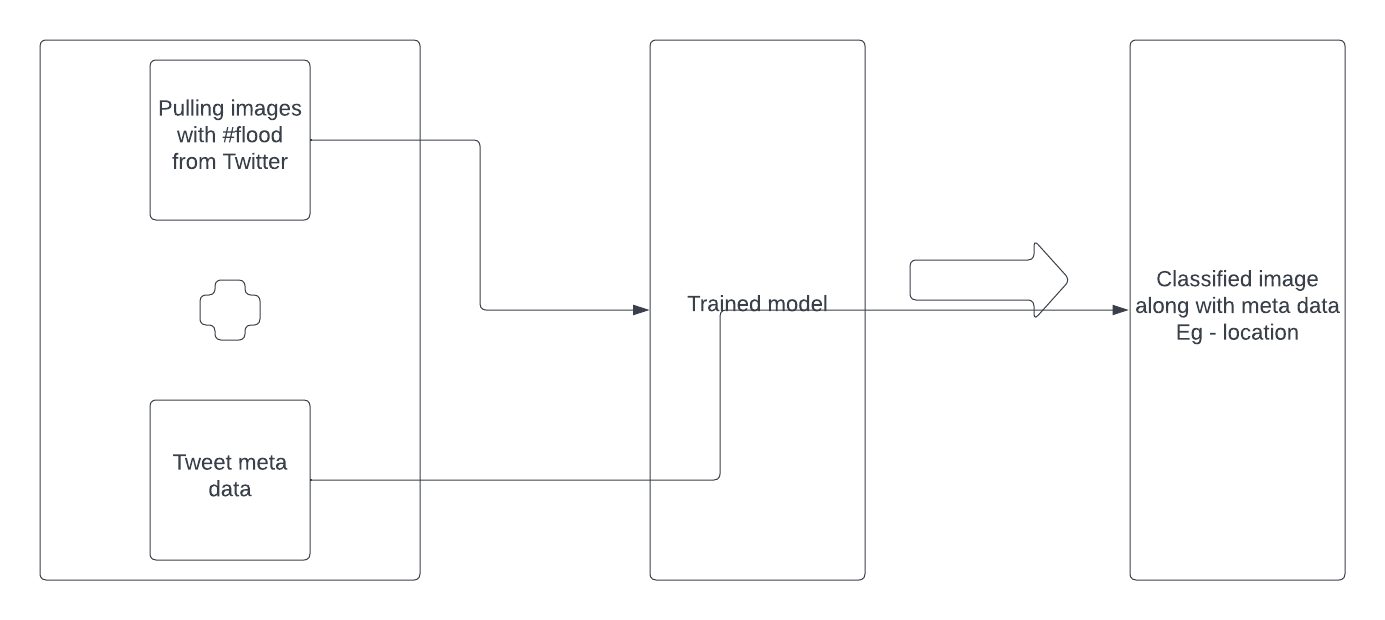 Pulling images
with #flood
from Twitter
Tweet meta
data
Trained model
Classified image
along with meta data
Eg - location